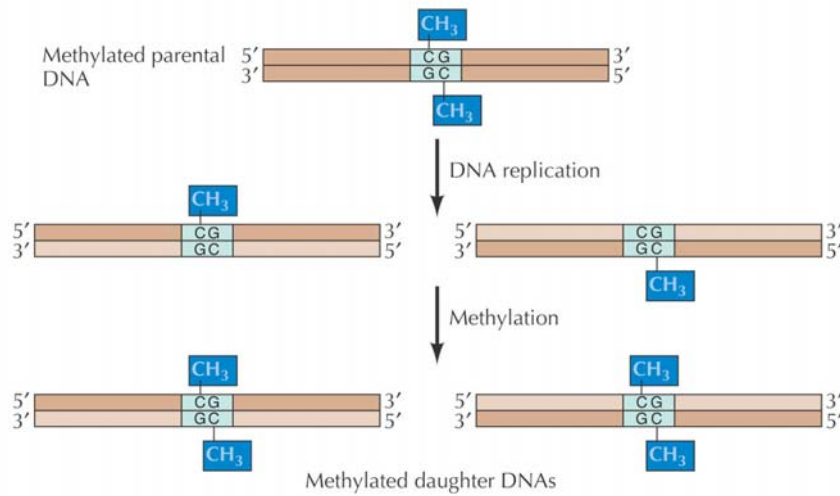 CH3
Methylated parental DNA
5′ CG 3′
3′ GC 5′
CH3
DNA replication
CH3
5′ CG 3′
3′ GC 5′
5′ CG 3′
3′ GC 5′
CH3
Methylation
CH3
5′ CG 3′
3′ GC 5′
CH3
CH3
5′ CG 3′
3′ GC 5′
CH3
Methylated daughter DNAs